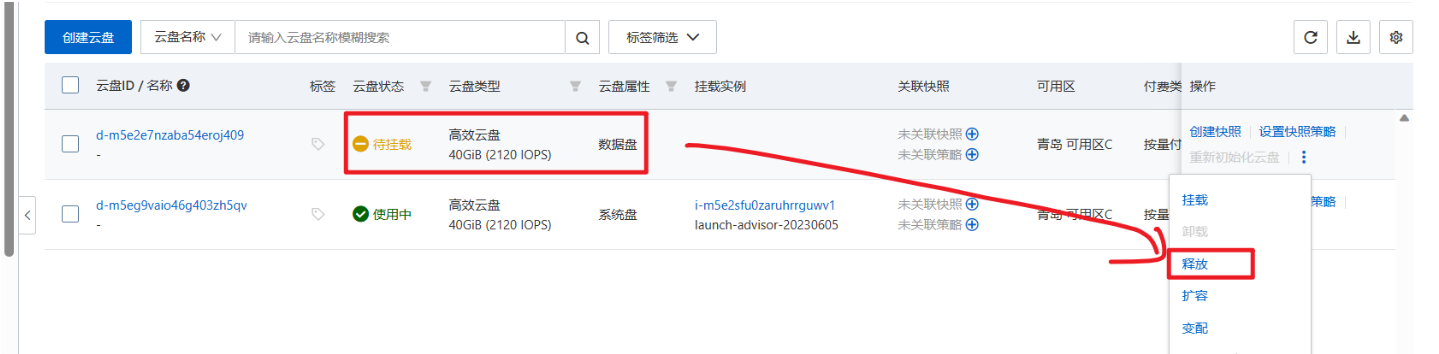 创建云盘 云盘名称 请输入云盘名称模糊搜索 标签筛选
云盘ID / 名称 标签 云盘状态 云盘类型 云盘属性 挂载实例 关联快照 可用区 付费类 操作
d-m5e2e7nzaba54eroj409
-
待挂载
高效云盘
40GiB (2120 IOPS)
数据盘
未关联快照
未关联策略
青岛 可用区C
按量付
创建快照 设置快照策略
重新初始化云盘
d-m5eg9vaio46g403zh5qv
-
使用中
高效云盘
40GiB (2120 IOPS)
系统盘
i-m5e2sfu0zaruhrrguwv1
launch-advisor-20230605
未关联快照
未关联策略
青岛 可用区C
按量
策略
挂载
卸载
释放
扩容
变配